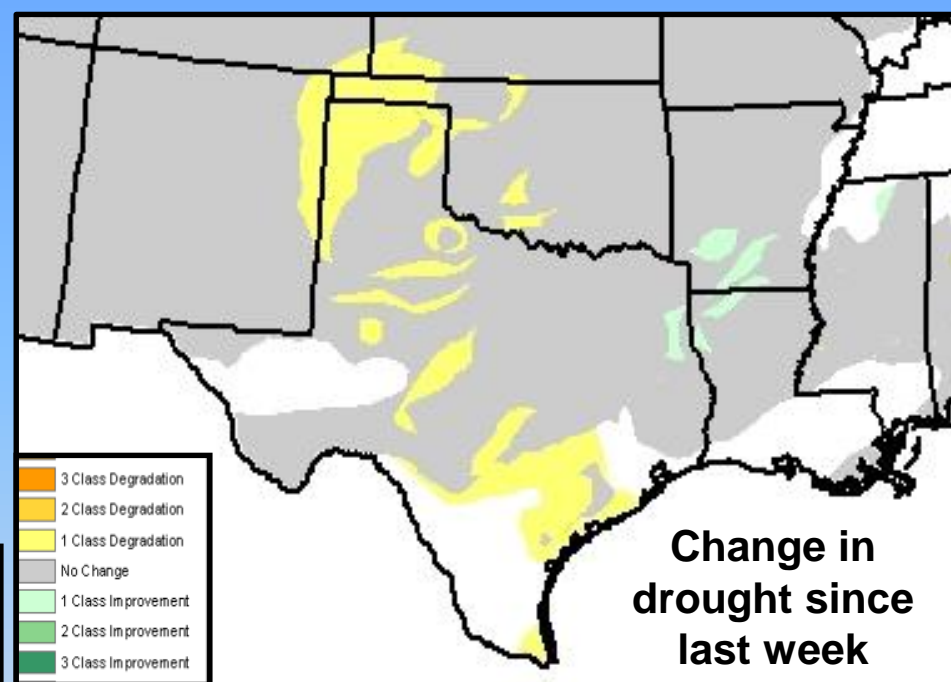 3 Class Degradation
2 Class Degradation
1 Class Degradation
No Change
1 Class Improvement
2 Class Improvement
3 Class Improvement
Change in
drought since
last week